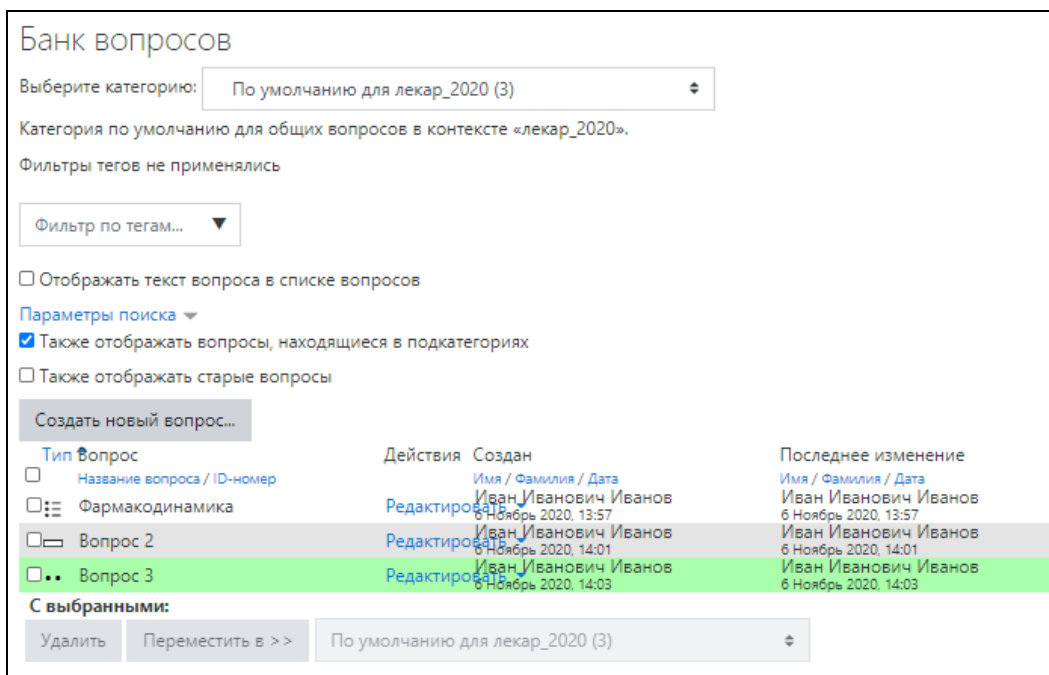 Банк вопросов
Выберите категорию: По умолчанию для лекар_2020 (3)
Категория по умолчанию для общих вопросов в контексте «лекар_2020».
Фильтры тегов не применялись
Фильтр по тегам... ▼
Отображать текст вопроса в списке вопросов
Параметры поиска
Также отображать вопросы, находящиеся в подкатегориях
Также отображать старые вопросы
Создать новый вопрос...
Тип Вопрос Действия Создан Последнее изменение
Название вопроса / ID-номер Имя / Фамилия / Дата Имя / Фамилия / Дата
Фармакодинамика Редактировать Иван Иванович Иванов Иван Иванович Иванов
6 Ноябрь 2020, 13:57 6 Ноябрь 2020, 13:57
Вопрос 2 Редактировать Иван Иванович Иванов Иван Иванович Иванов
6 Ноябрь 2020, 14:01 6 Ноябрь 2020, 14:01
Вопрос 3 Редактировать Иван Иванович Иванов Иван Иванович Иванов
6 Ноябрь 2020, 14:03 6 Ноябрь 2020, 14:03
С выбранными:
Удалить Переместить в >> По умолчанию для лекар_2020 (3)